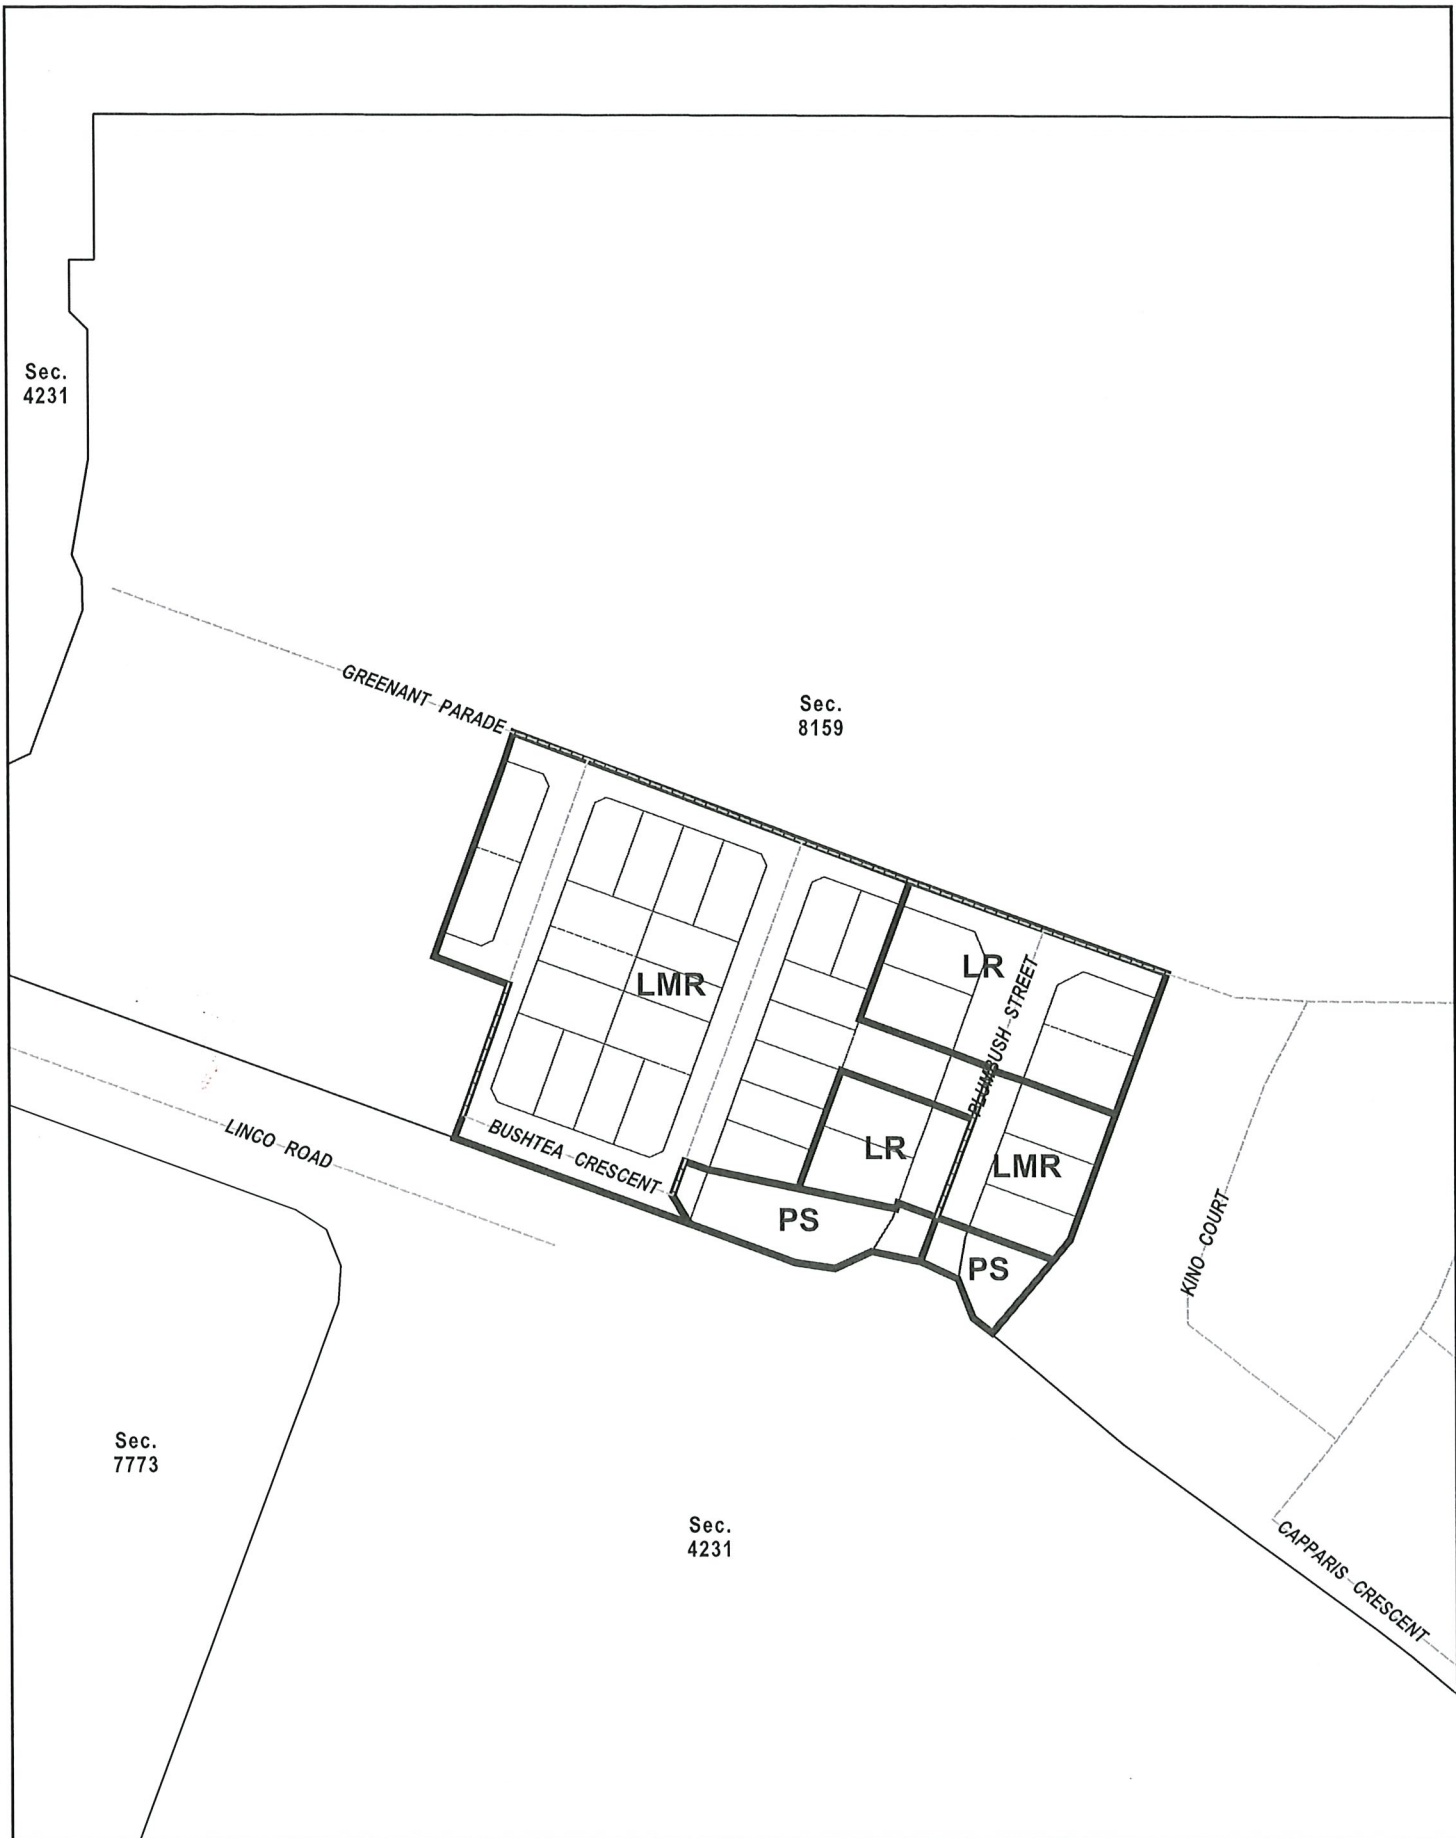 Sec.
4231
GREENANT PARADE
Sec.
8159
LMR
LR
PLUMBUSH STREET
LR
LMR
BUSHTEA CRESCENT
LINCO ROAD
PS
PS
KINO COURT
Sec.
7773
Sec.
4231
CAPPARIS CRESCENT